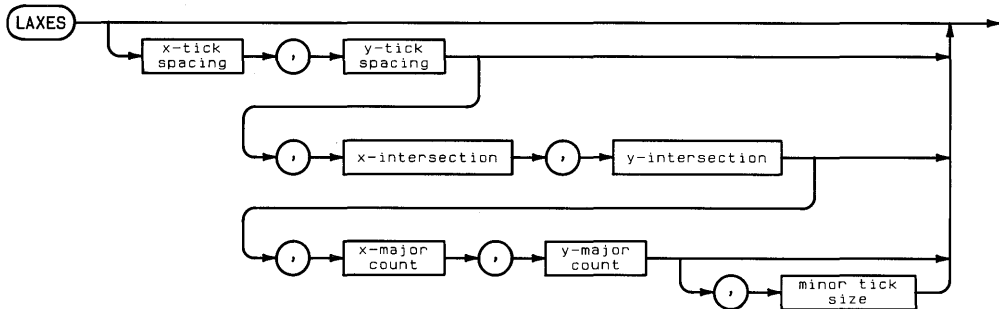 LAXES
x-tick spacing , y-tick spacing
, x-intersection , y-intersection
, x-major count , y-major count
, minor tick size